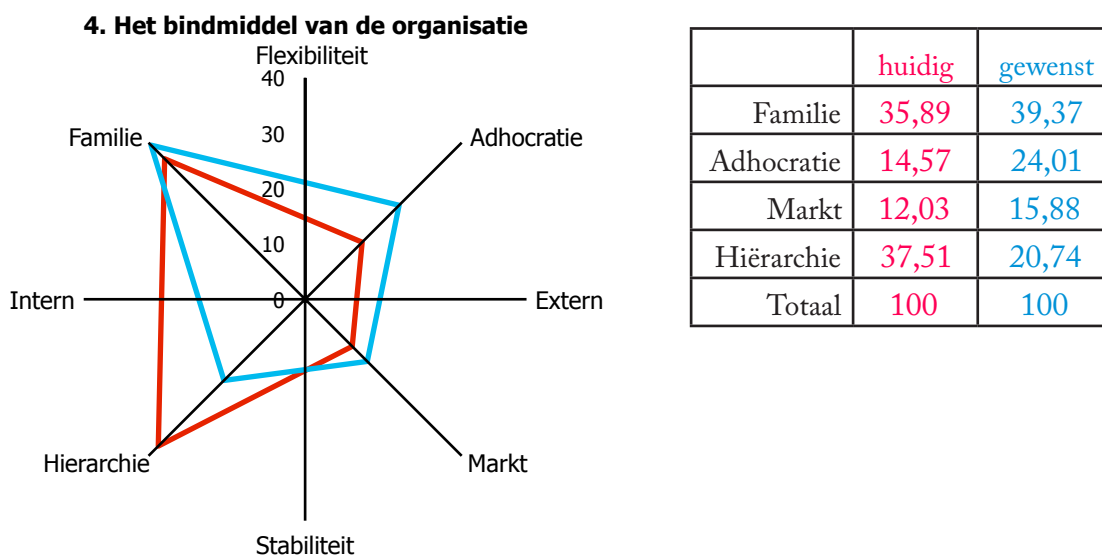 4. Het bindmiddel van de organisatie
Flexibiliteit
40
Familie
30
Adhocratie
20
10
Intern
0
Extern
Hierarchie
Markt
Stabiliteit
huidig gewenst
Familie 35,89 39,37
Adhocratie 14,57 24,01
Markt 12,03 15,88
Hiërarchie 37,51 20,74
Totaal 100 100